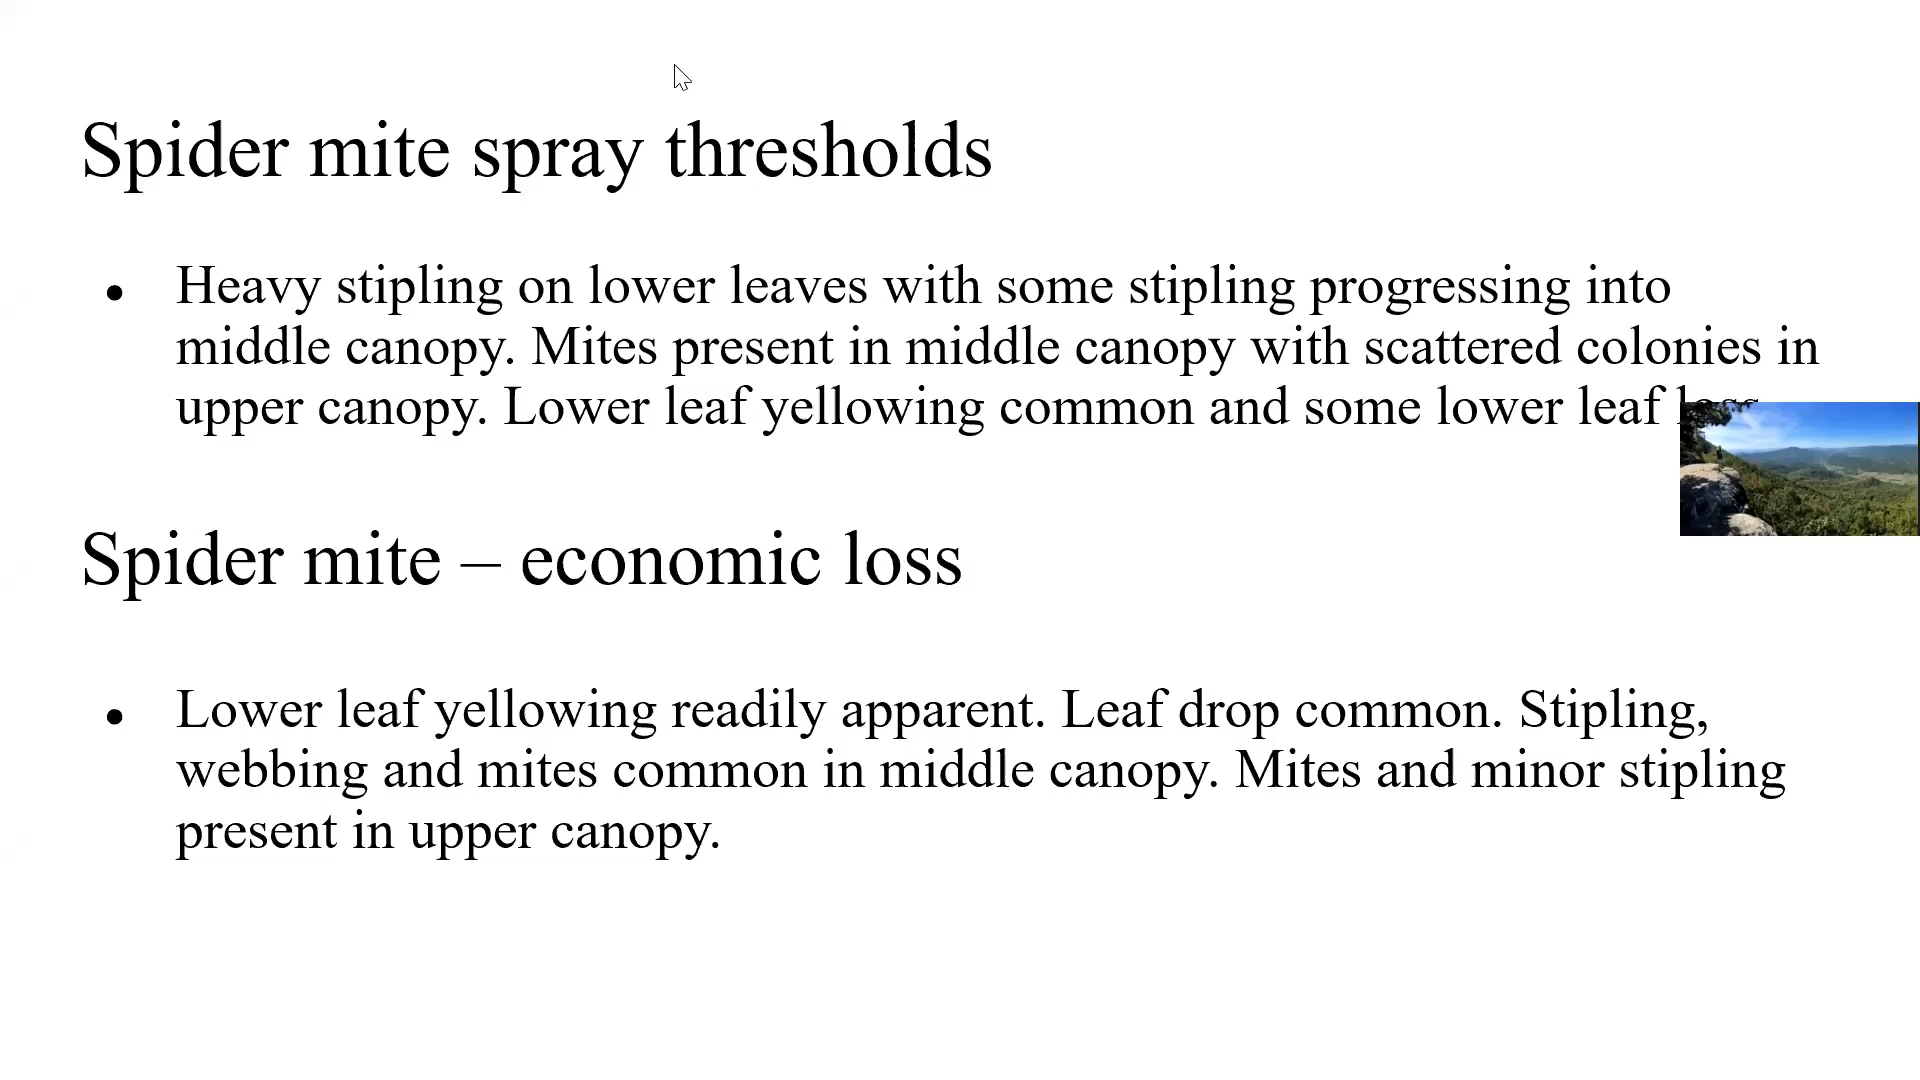 Spider mite spray thresholds
• Heavy stipling on lower leaves with some stipling progressing into
middle canopy. Mites present in middle canopy with scattered colonies in
upper canopy. Lower leaf yellowing common and some lower leaf loss
Spider mite – economic loss
• Lower leaf yellowing readily apparent. Leaf drop common. Stipling,
webbing and mites common in middle canopy. Mites and minor stipling
present in upper canopy.